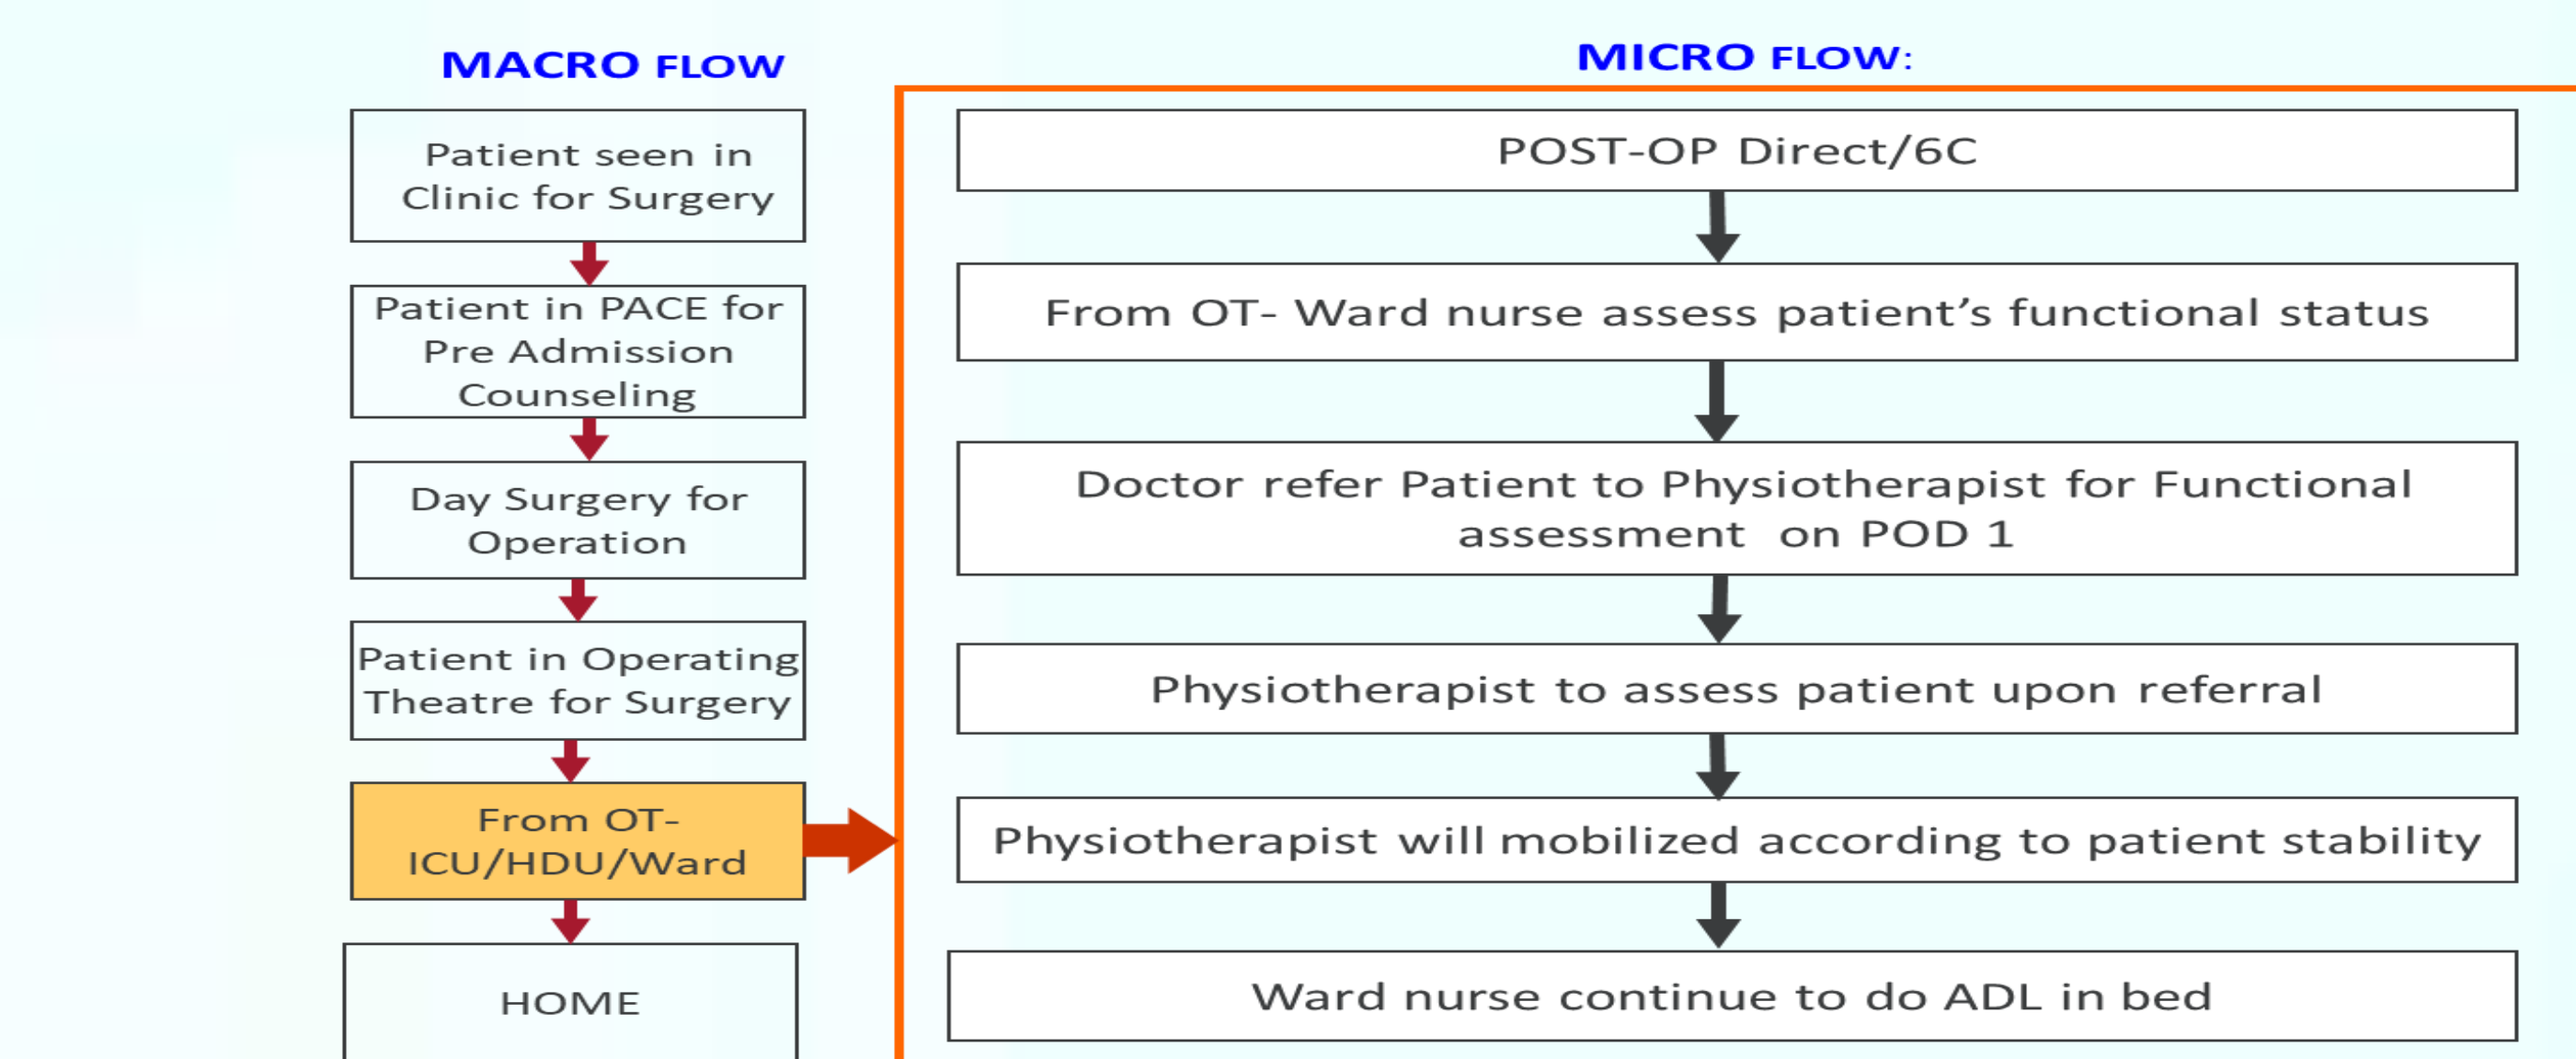 MACRO FLOW
Patient seen in
Clinic for Surgery
Patient in PACE for
Pre Admission
Counseling
Day Surgery for
Operation
Patient in Operating
Theatre for Surgery
From OT-
ICU/HDU/Ward
HOME
MICRO FLOW:
POST-OP Direct/6C
From OT- Ward nurse assess patient’s functional status
Doctor refer Patient to Physiotherapist for Functional
assessment on POD 1
Physiotherapist to assess patient upon referral
Physiotherapist will mobilized according to patient stability
Ward nurse continue to do ADL in bed